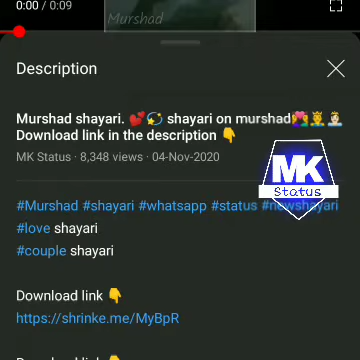 0:00 / 0:09
Murshad
Description
Murshad shayari. 💕💫 shayari on murshad💏🤴👸
Download link in the description 👇
MK Status · 8,348 views · 04-Nov-2020
MK
Status
#Murshad #shayari #whatsapp #status #newshayari
#love shayari
#couple shayari
Download link 👇
https://shrinke.me/MyBpR
Download link 👇